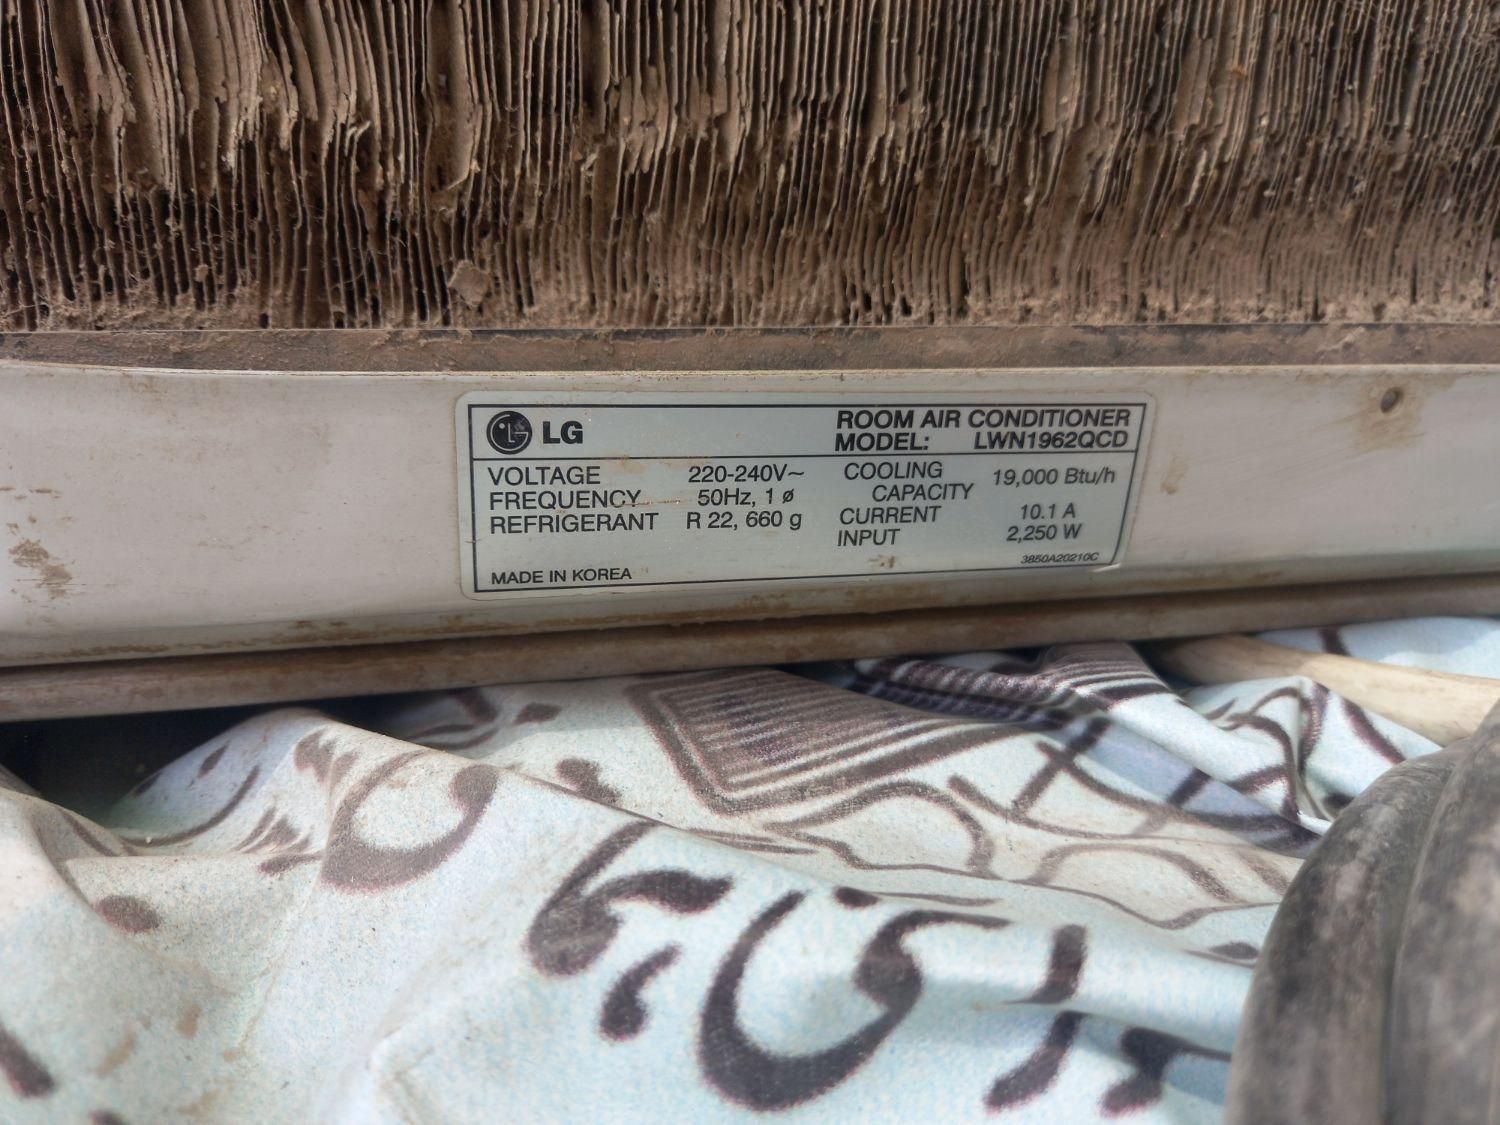 LG
ROOM AIR CONDITIONER
MODEL: LWN1962QCD
VOLTAGE 220-240V~
FREQUENCY 50Hz, 1 ø
REFRIGERANT R 22, 660 g
COOLING CAPACITY 19,000 Btu/h
CURRENT 10.1 A
INPUT 2,250 W
3850A20210C
MADE IN KOREA